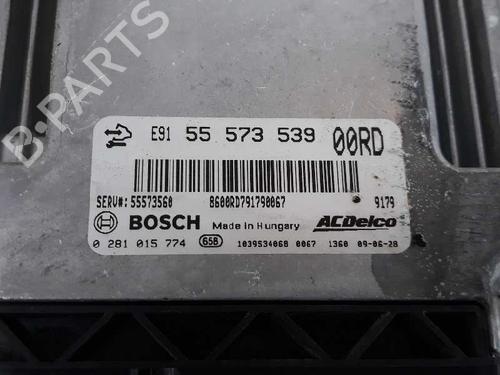 B-PARTS
E91 55 573 539 00RD
SERV#: 55573560 8600RD791790067 9179
BOSCH Made in Hungary ACDelco
0 281 015 774 65B 1039S34068 0067 1360 09-06-28